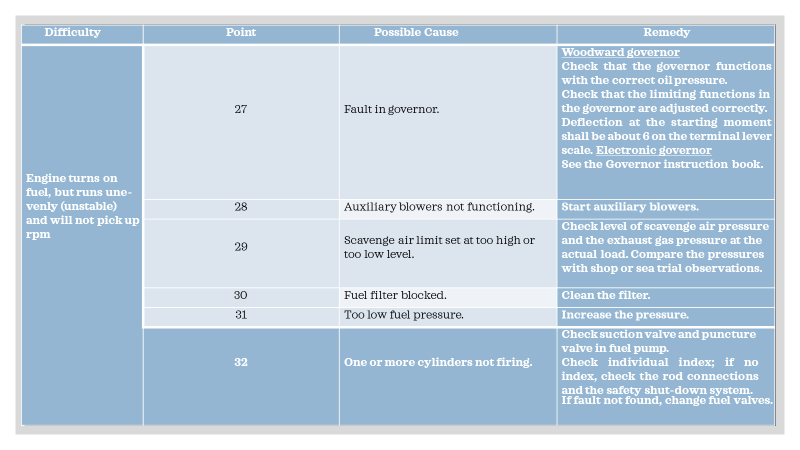 Difficulty
Point
Possible Cause
Remedy
Engine turns on
fuel, but runs une-
venly (unstable)
and will not pick up
rpm
27
Fault in governor.
Woodward governor
Check that the governor functions
with the correct oil pressure.
Check that the limiting functions in
the governor are adjusted correctly.
Deflection at the starting moment
shall be about 6 on the terminal lever
scale. Electronic governor
See the Governor instruction book.
28
Auxiliary blowers not functioning.
Start auxiliary blowers.
29
Scavenge air limit set at too high or
too low level.
Check level of scavenge air pressure
and the exhaust gas pressure at the
actual load. Compare the pressures
with shop or sea trial observations.
30
Fuel filter blocked.
Clean the filter.
31
Too low fuel pressure.
Increase the pressure.
32
One or more cylinders not firing.
Check suction valve and puncture
valve in fuel pump.
Check individual index; if no
index, check the rod connections
and the safety shut-down system.
If fault not found, change fuel valves.